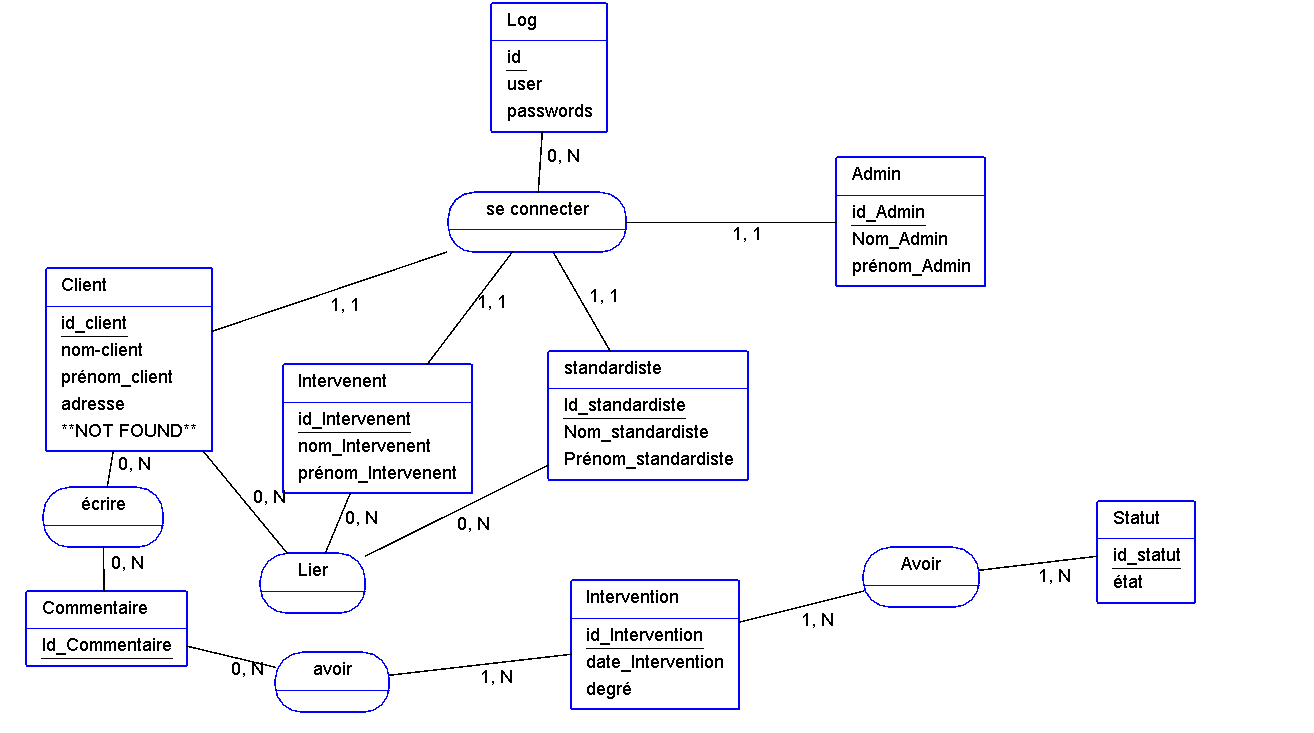 Log
id
user
passwords
0, N
se connecter
Admin
id_Admin
Nom_Admin
prénom_Admin
1, 1
1, 1
1, 1
1, 1
Client
id_client
nom-client
prénom_client
adresse
**NOT FOUND**
Intervenent
id_Intervenent
nom_Intervenent
prénom_Intervenent
standardiste
Id_standardiste
Nom_standardiste
Prénom_standardiste
0, N
écrire
0, N
0, N
0, N
0, N
Lier
Commentaire
Id_Commentaire
0, N
avoir
1, N
Intervention
id_Intervention
date_Intervention
degré
1, N
Avoir
1, N
Statut
id_statut
état